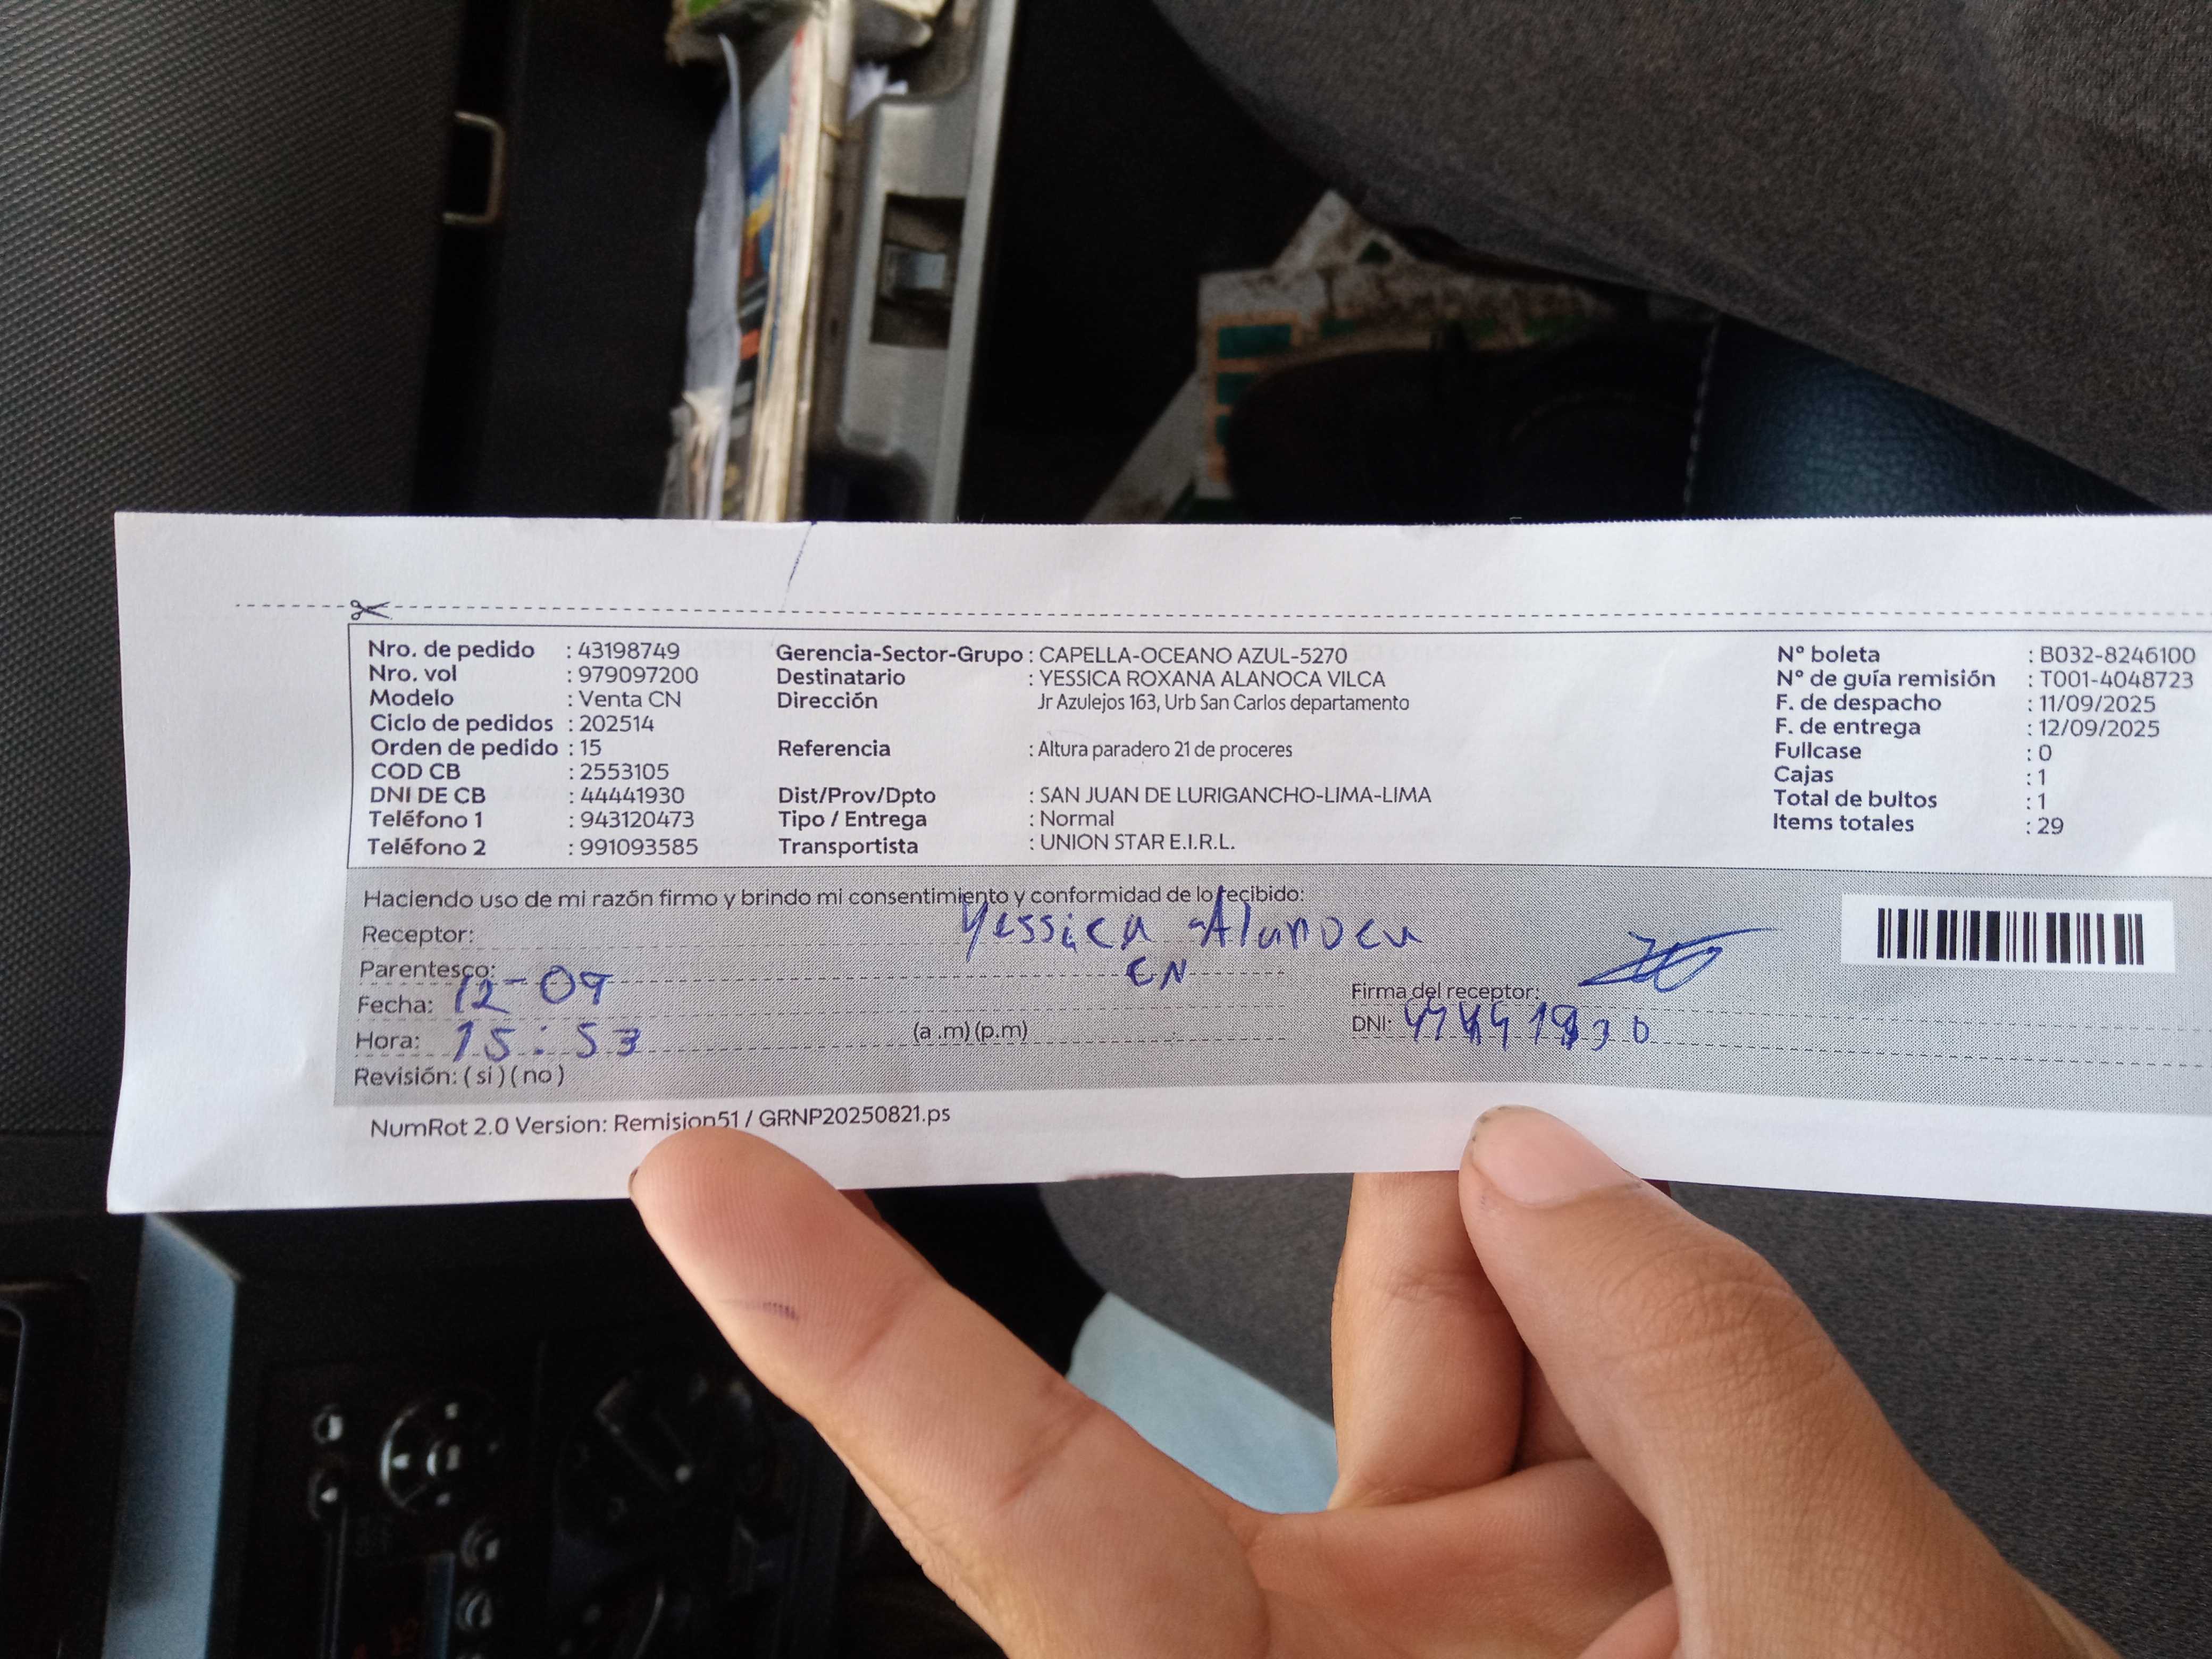 Nro. de pedido : 43198749
Nro. vol : 979097200
Modelo : Venta CN
Ciclo de pedidos : 202514
Orden de pedido : 15
COD CB : 2553105
DNI DE CB : 44441930
Teléfono 1 : 943120473
Teléfono 2 : 991093585
Gerencia-Sector-Grupo : CAPELLA-OCEANO AZUL-5270
Destinatario : YESSICA ROXANA ALANOCA VILCA
Dirección Jr Azulejos 163, Urb San Carlos departamento
Referencia : Altura paradero 21 de proceres
Dist/Prov/Dpto : SAN JUAN DE LURIGANCHO-LIMA-LIMA
Tipo / Entrega : Normal
Transportista : UNION STAR E.I.R.L.
N° boleta : B032-8246100
N° de guía remisión : T001-4048723
F. de despacho : 11/09/2025
F. de entrega : 12/09/2025
Fullcase : 0
Cajas : 1
Total de bultos : 1
Items totales : 29
Haciendo uso de mi razón firmo y brindo mi consentimiento y conformidad de lo recibido:
Receptor: Yessica Alanoca
Parentesco: CN
Fecha: 12-09
Hora: 15:53 (a .m) (p.m)
Revisión: ( si ) ( no )
Firma del receptor:
DNI: 44441930
NumRot 2.0 Version: Remision51 / GRNP20250821.ps